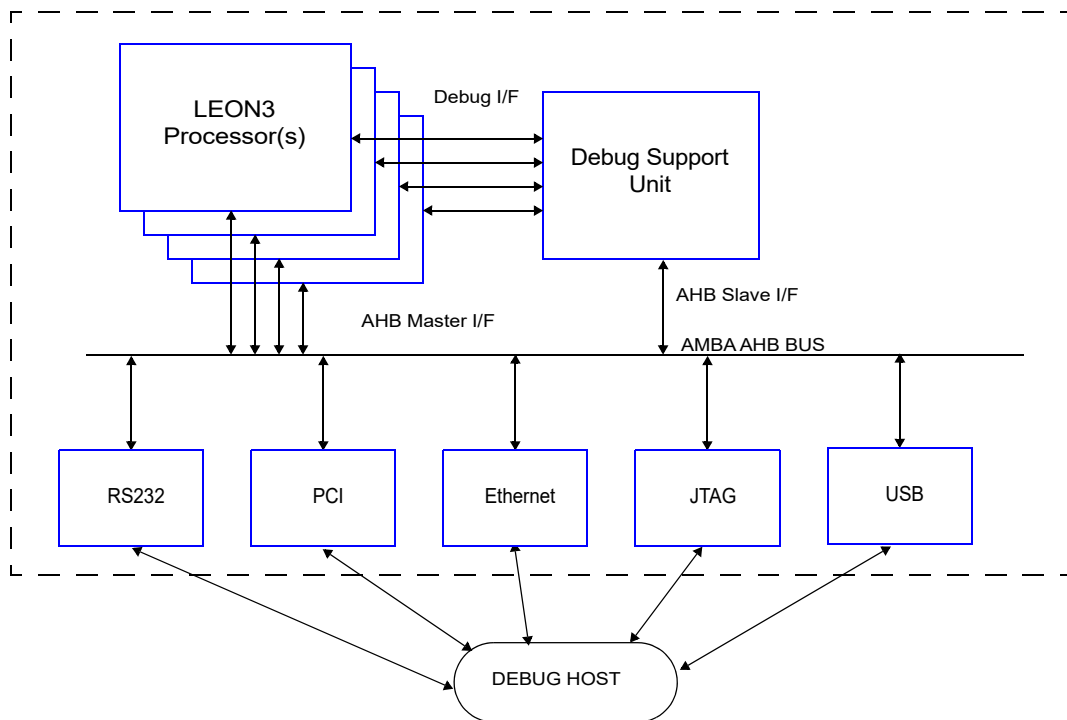 LEON3
Processor(s)
Debug I/F
Debug Support
Unit
AHB Slave I/F
AHB Master I/F
AMBA AHB BUS
RS232
PCI
Ethernet
JTAG
USB
DEBUG HOST